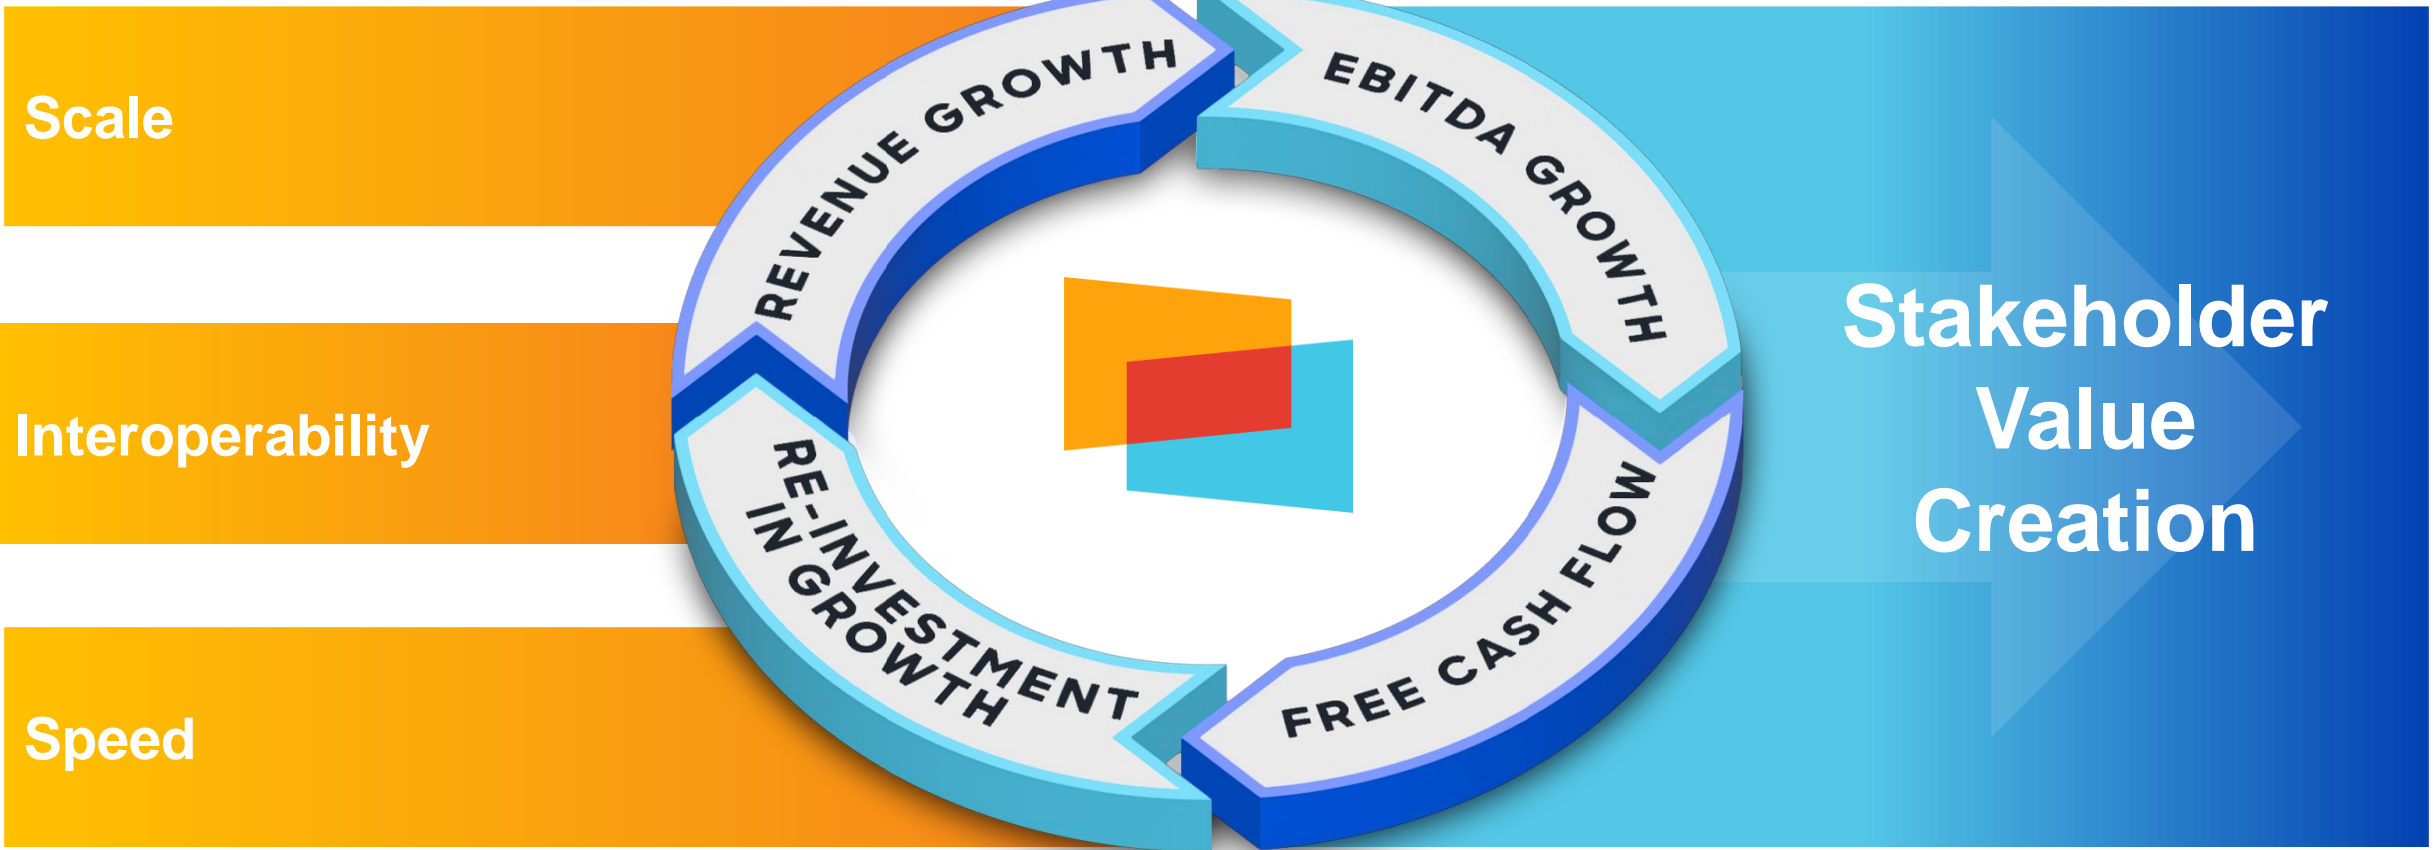 Scale
Interoperability
Speed
REVENUE GROWTH
EBITDA GROWTH
FREE CASH FLOW
RE-INVESTMENT
IN GROWTH
Stakeholder
Value
Creation